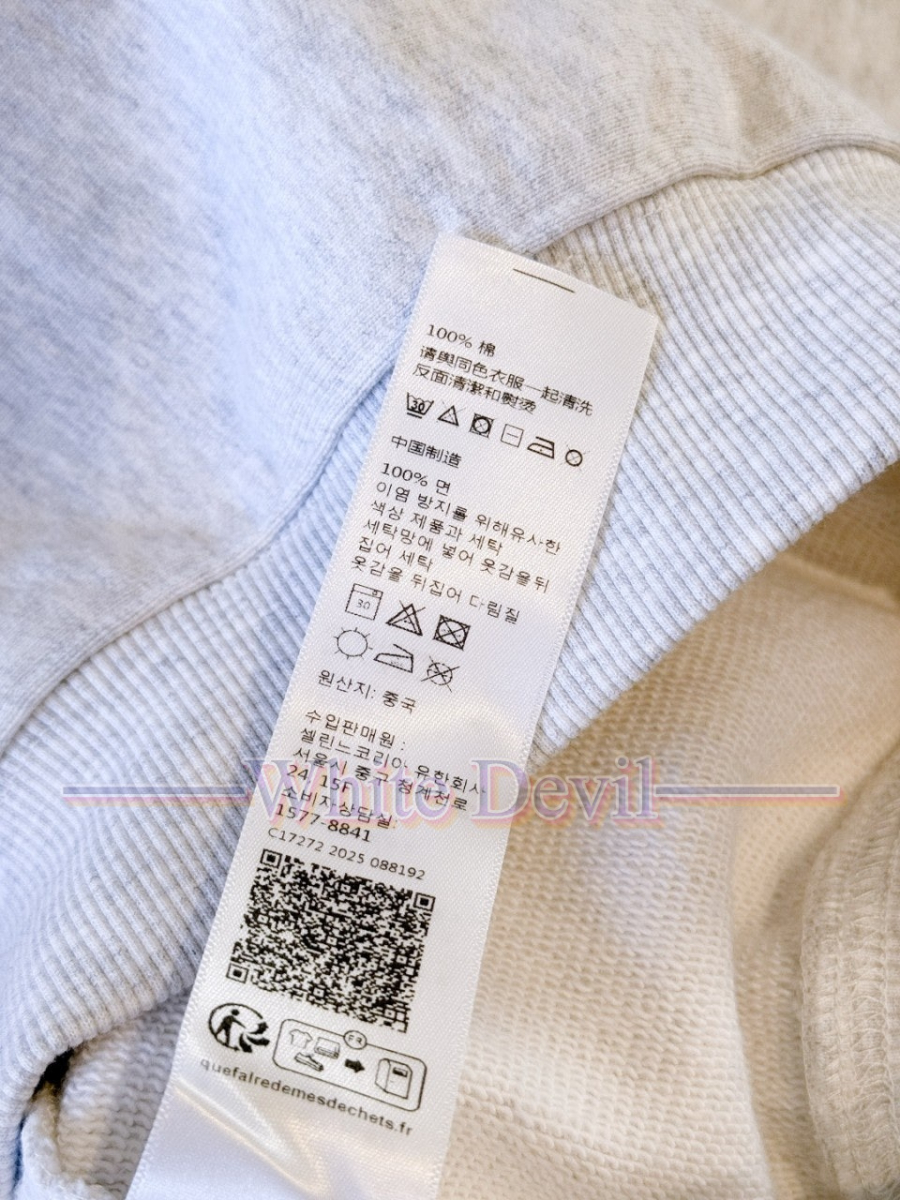 100% 棉
请與同色衣服一起清洗
反面清潔和熨烫
30
中国制造
100% 면
이염 방지를 위해유사한
색상 제품과 세탁
세탁망에 넣어 옷감을뒤
집어 세탁
옷감을 뒤집어 다림질
30
원산지: 중국
수입판매원 :
셀린느코리아 유한회사
서울시 중구 청계천로
24, 15F
소비자상담실:
1577-8841
C17272 2025 088192
FR
quefairedemesdechets.fr
White Devil